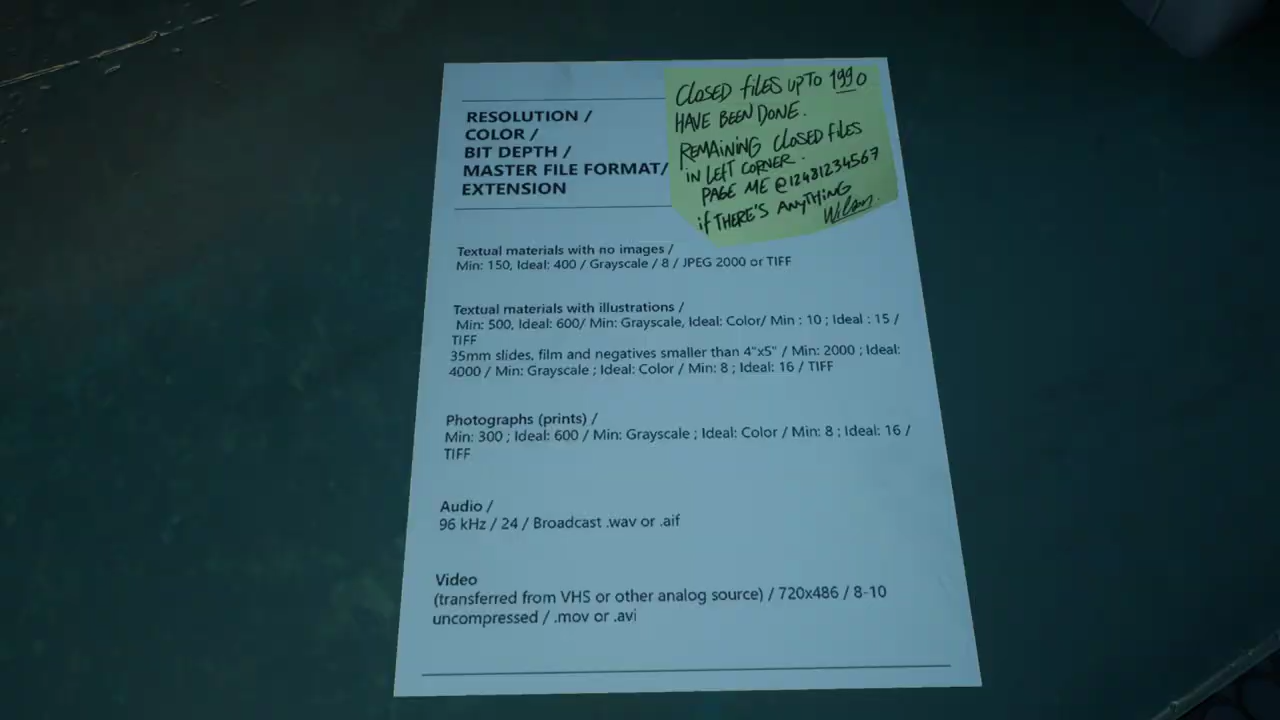 RESOLUTION /
COLOR /
BIT DEPTH /
MASTER FILE FORMAT/
EXTENSION
CLOSED FILES UP TO 1990
HAVE BEEN DONE.
REMAINING CLOSED FILES
IN LEFT CORNER.
PAGE ME @12481234567
if THERE'S ANYTHING
Wilson.
Textual materials with no images /
Min: 150, Ideal: 400 / Grayscale / 8 / JPEG 2000 or TIFF
Textual materials with illustrations /
Min: 500, Ideal: 600/ Min: Grayscale, Ideal: Color/ Min : 10 ; Ideal : 15 /
TIFF
35mm slides, film and negatives smaller than 4"x5" / Min: 2000 ; Ideal:
4000 / Min: Grayscale ; Ideal: Color / Min: 8 ; Ideal: 16 / TIFF
Photographs (prints) /
Min: 300 ; Ideal: 600 / Min: Grayscale ; Ideal: Color / Min: 8 ; Ideal: 16 /
TIFF
Audio /
96 kHz / 24 / Broadcast .wav or .aif
Video
(transferred from VHS or other analog source) / 720x486 / 8-10
uncompressed / .mov or .avi